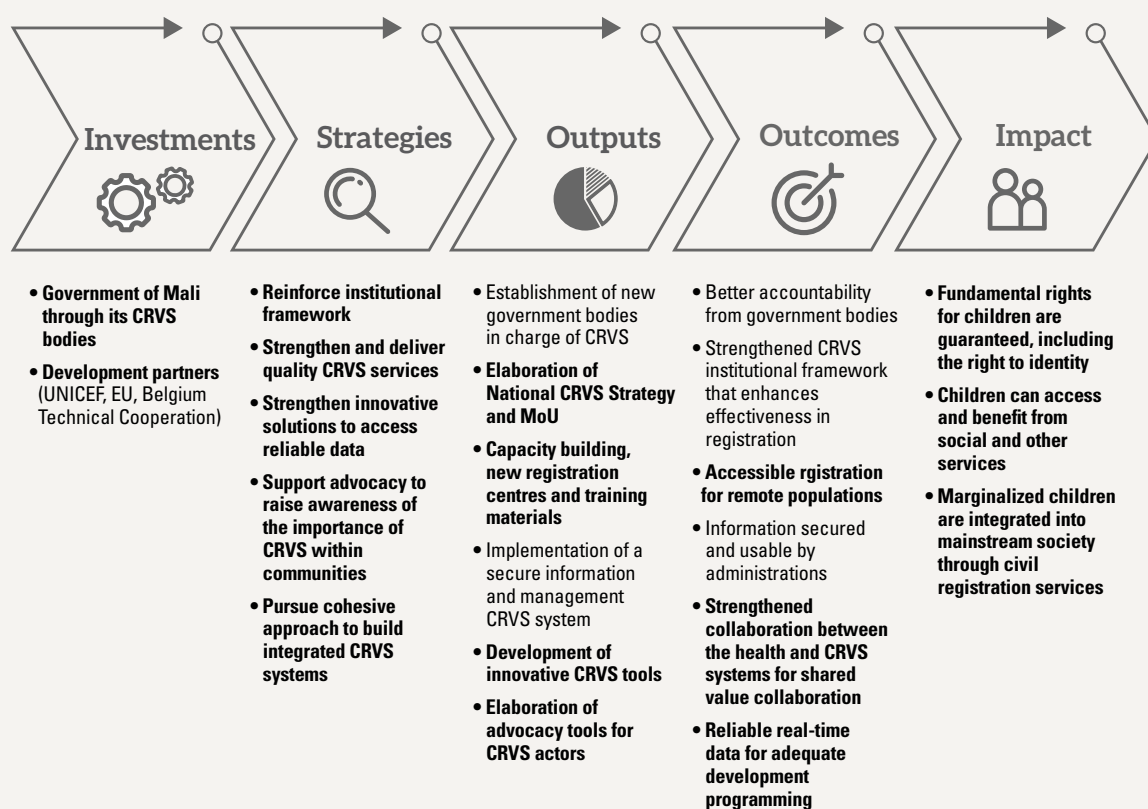 Investments
Strategies
Outputs
Outcomes
Impact
• Government of Mali
through its CRVS
bodies
• Development partners
(UNICEF, EU, Belgium
Technical Cooperation)
• Reinforce institutional
framework
• Strengthen and deliver
quality CRVS services
• Strengthen innovative
solutions to access
reliable data
• Support advocacy to
raise awareness of
the importance of
CRVS within
communities
• Pursue cohesive
approach to build
integrated CRVS
systems
• Establishment of new
government bodies
in charge of CRVS
• Elaboration of
National CRVS Strategy
and MoU
• Capacity building,
new registration
centres and training
materials
• Implementation of a
secure information
and management
CRVS system
• Development of
innovative CRVS tools
• Elaboration of
advocacy tools for
CRVS actors
• Better accountability
from government bodies
• Strengthened CRVS
institutional framework
that enhances
effectiveness in
registration
• Accessible rgistration
for remote populations
• Information secured
and usable by
administrations
• Strengthened
collaboration between
the health and CRVS
systems for shared
value collaboration
• Reliable real-time
data for adequate
development
programming
• Fundamental rights
for children are
guaranteed, including
the right to identity
• Children can access
and benefit from
social and other
services
• Marginalized children
are integrated into
mainstream society
through civil
registration services